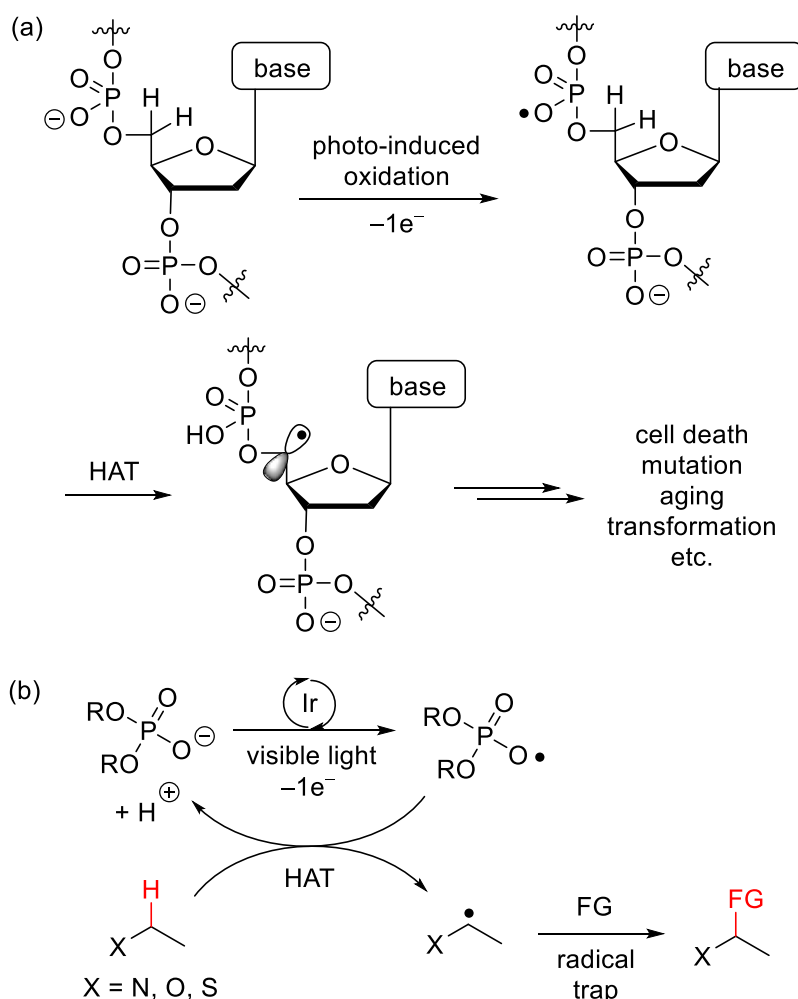 (a)
O
O
P
O
⊖
O
H
H
O
base
O
O=P–O
O⊖
photo-induced
oxidation
–1e⁻
O
O
P
•O
O
H
H
O
base
O
O=P–O
O⊖
HAT
O
O
P
HO
O
•
O
base
O
O=P–O
O⊖
cell death
mutation
aging
transformation
etc.
(b)
RO
O
P
RO
O⊖
+ H⊕
Ir
visible light
–1e⁻
RO
O
P
RO
O•
HAT
H
X
X = N, O, S
•
X
FG
radical
trap
FG
X